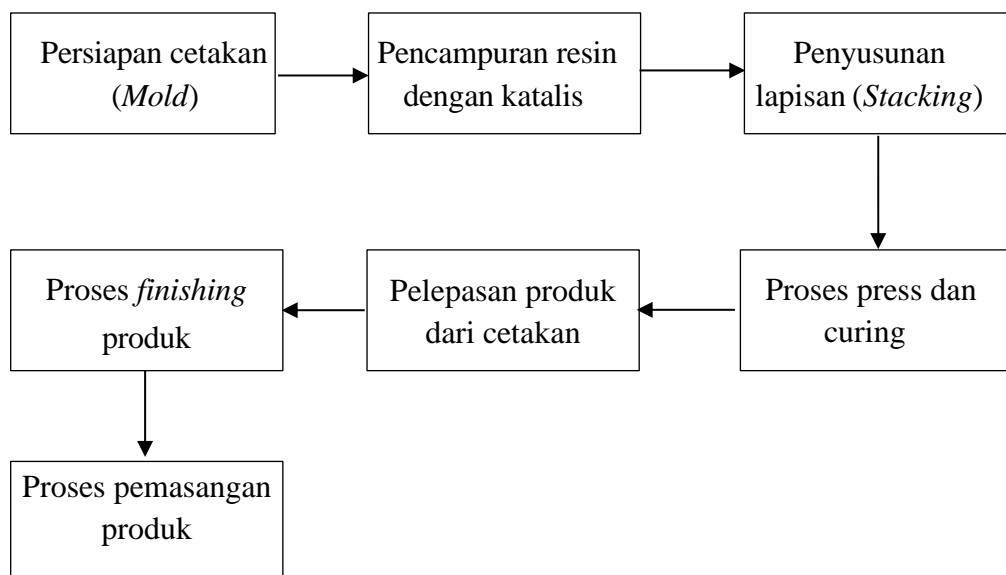 Persiapan cetakan
(Mold)
Pencampuran resin
dengan katalis
Penyusunan
lapisan (Stacking)
Proses press dan
curing
Pelepasan produk
dari cetakan
Proses finishing
produk
Proses pemasangan
produk